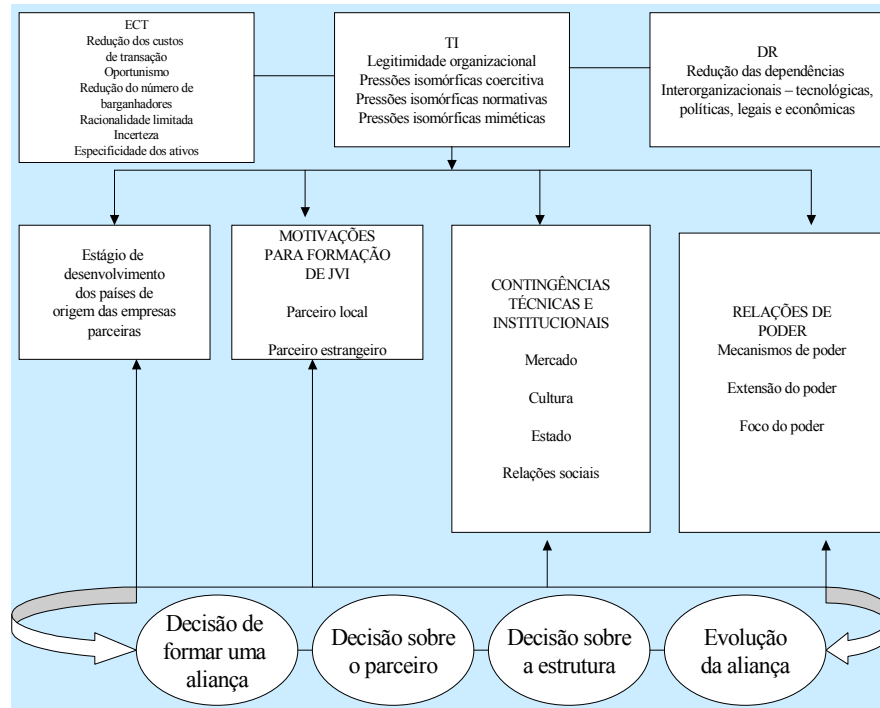 ECT
Redução dos custos
de transação
Oportunismo
Redução do número de
barganhadores
Racionalidade limitada
Incerteza
Especificidade dos ativos
TI
Legitimidade organizacional
Pressões isomórficas coercitiva
Pressões isomórficas normativas
Pressões isomórficas miméticas
DR
Redução das dependências
Interorganizacionais – tecnológicas,
políticas, legais e econômicas
Estágio de
desenvolvimento
dos países de
origem das empresas
parceiras
MOTIVAÇÕES
PARA FORMAÇÃO
DE JVI
Parceiro local
Parceiro estrangeiro
CONTINGÊNCIAS
TÉCNICAS E
INSTITUCIONAIS
Mercado
Cultura
Estado
Relações sociais
RELAÇÕES DE
PODER
Mecanismos de poder
Extensão do poder
Foco do poder
Decisão de
formar uma
aliança
Decisão sobre
o parceiro
Decisão sobre
a estrutura
Evolução
da aliança